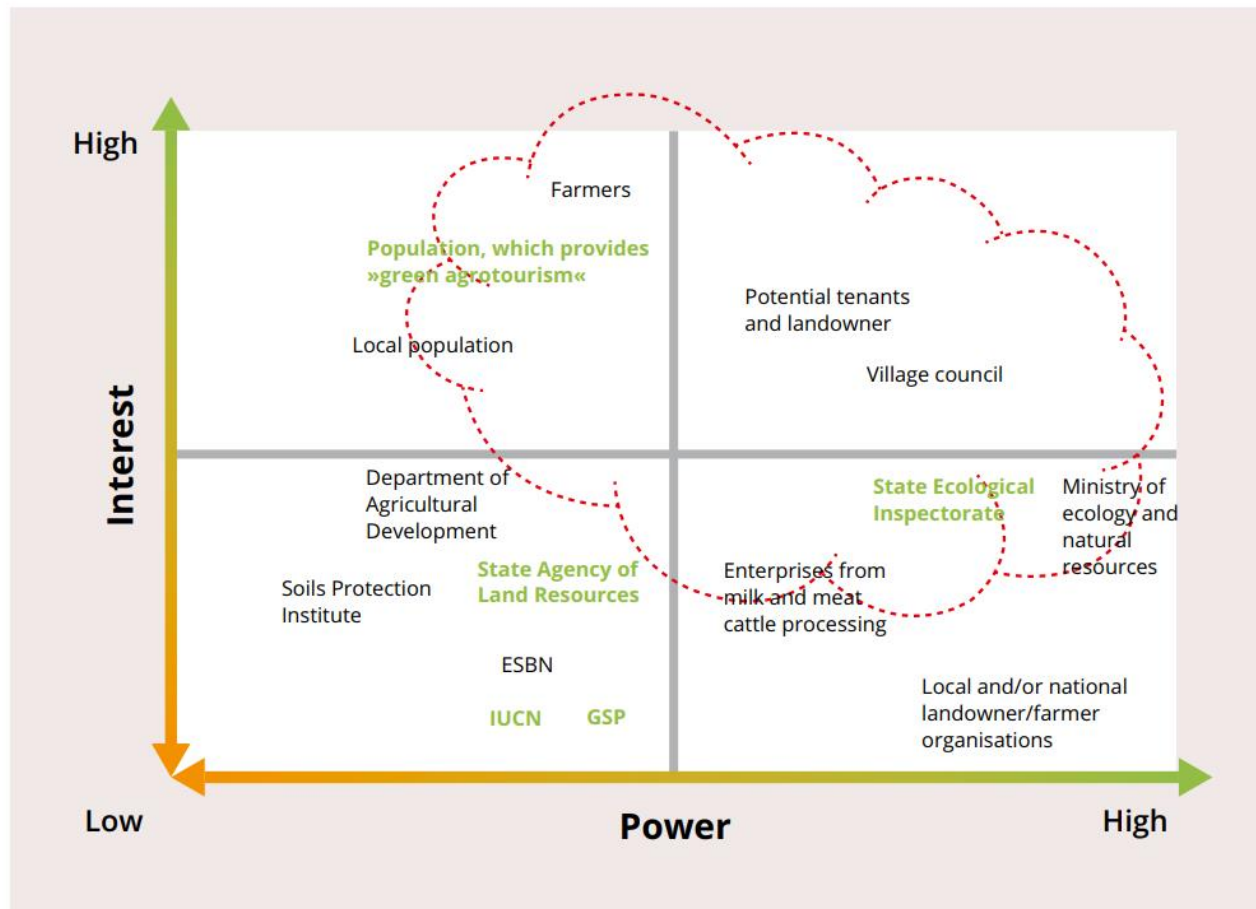 High
Farmers
Population, which provides
»green agrotourism«
Local population
Potential tenants
and landowner
Village council
Interest
Department of
Agricultural
Development
Soils Protection
Institute
State Agency of
Land Resources
ESBN
IUCN
GSP
State Ecological
Inspectorate
Ministry of
ecology and
natural
resources
Enterprises from
milk and meat
cattle processing
Local and/or national
landowner/farmer
organisations
Low
Power
High